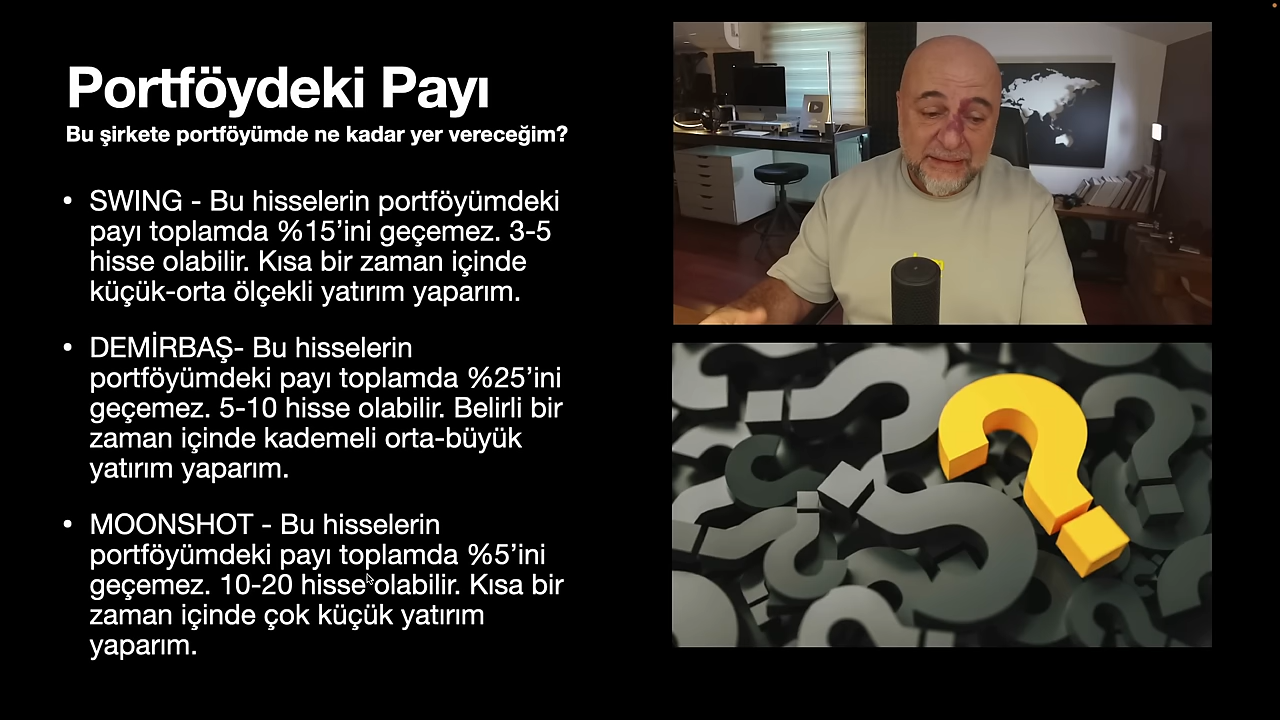 Portföydeki Payı
Bu şirkete portföyümde ne kadar yer vereceğim?
• SWING - Bu hisselerin portföyümdeki
payı toplamda %15’ini geçemez. 3-5
hisse olabilir. Kısa bir zaman içinde
küçük-orta ölçekli yatırım yaparım.
• DEMİRBAŞ- Bu hisselerin
portföyümdeki payı toplamda %25’ini
geçemez. 5-10 hisse olabilir. Belirli bir
zaman içinde kademeli orta-büyük
yatırım yaparım.
• MOONSHOT - Bu hisselerin
portföyümdeki payı toplamda %5’ini
geçemez. 10-20 hisse olabilir. Kısa bir
zaman içinde çok küçük yatırım
yaparım.